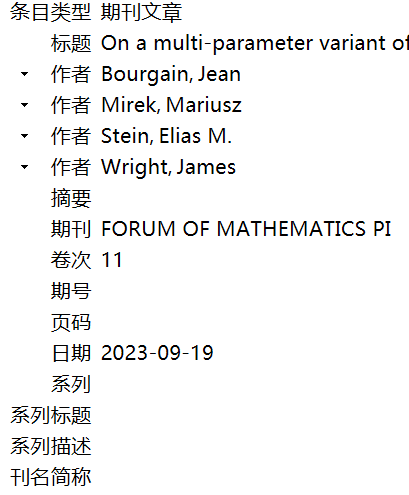 条目类型 期刊文章
标题 On a multi-parameter variant of
作者 Bourgain, Jean
作者 Mirek, Mariusz
作者 Stein, Elias M.
作者 Wright, James
摘要
期刊 FORUM OF MATHEMATICS PI
卷次 11
期号
页码
日期 2023-09-19
系列
系列标题
系列描述
刊名简称